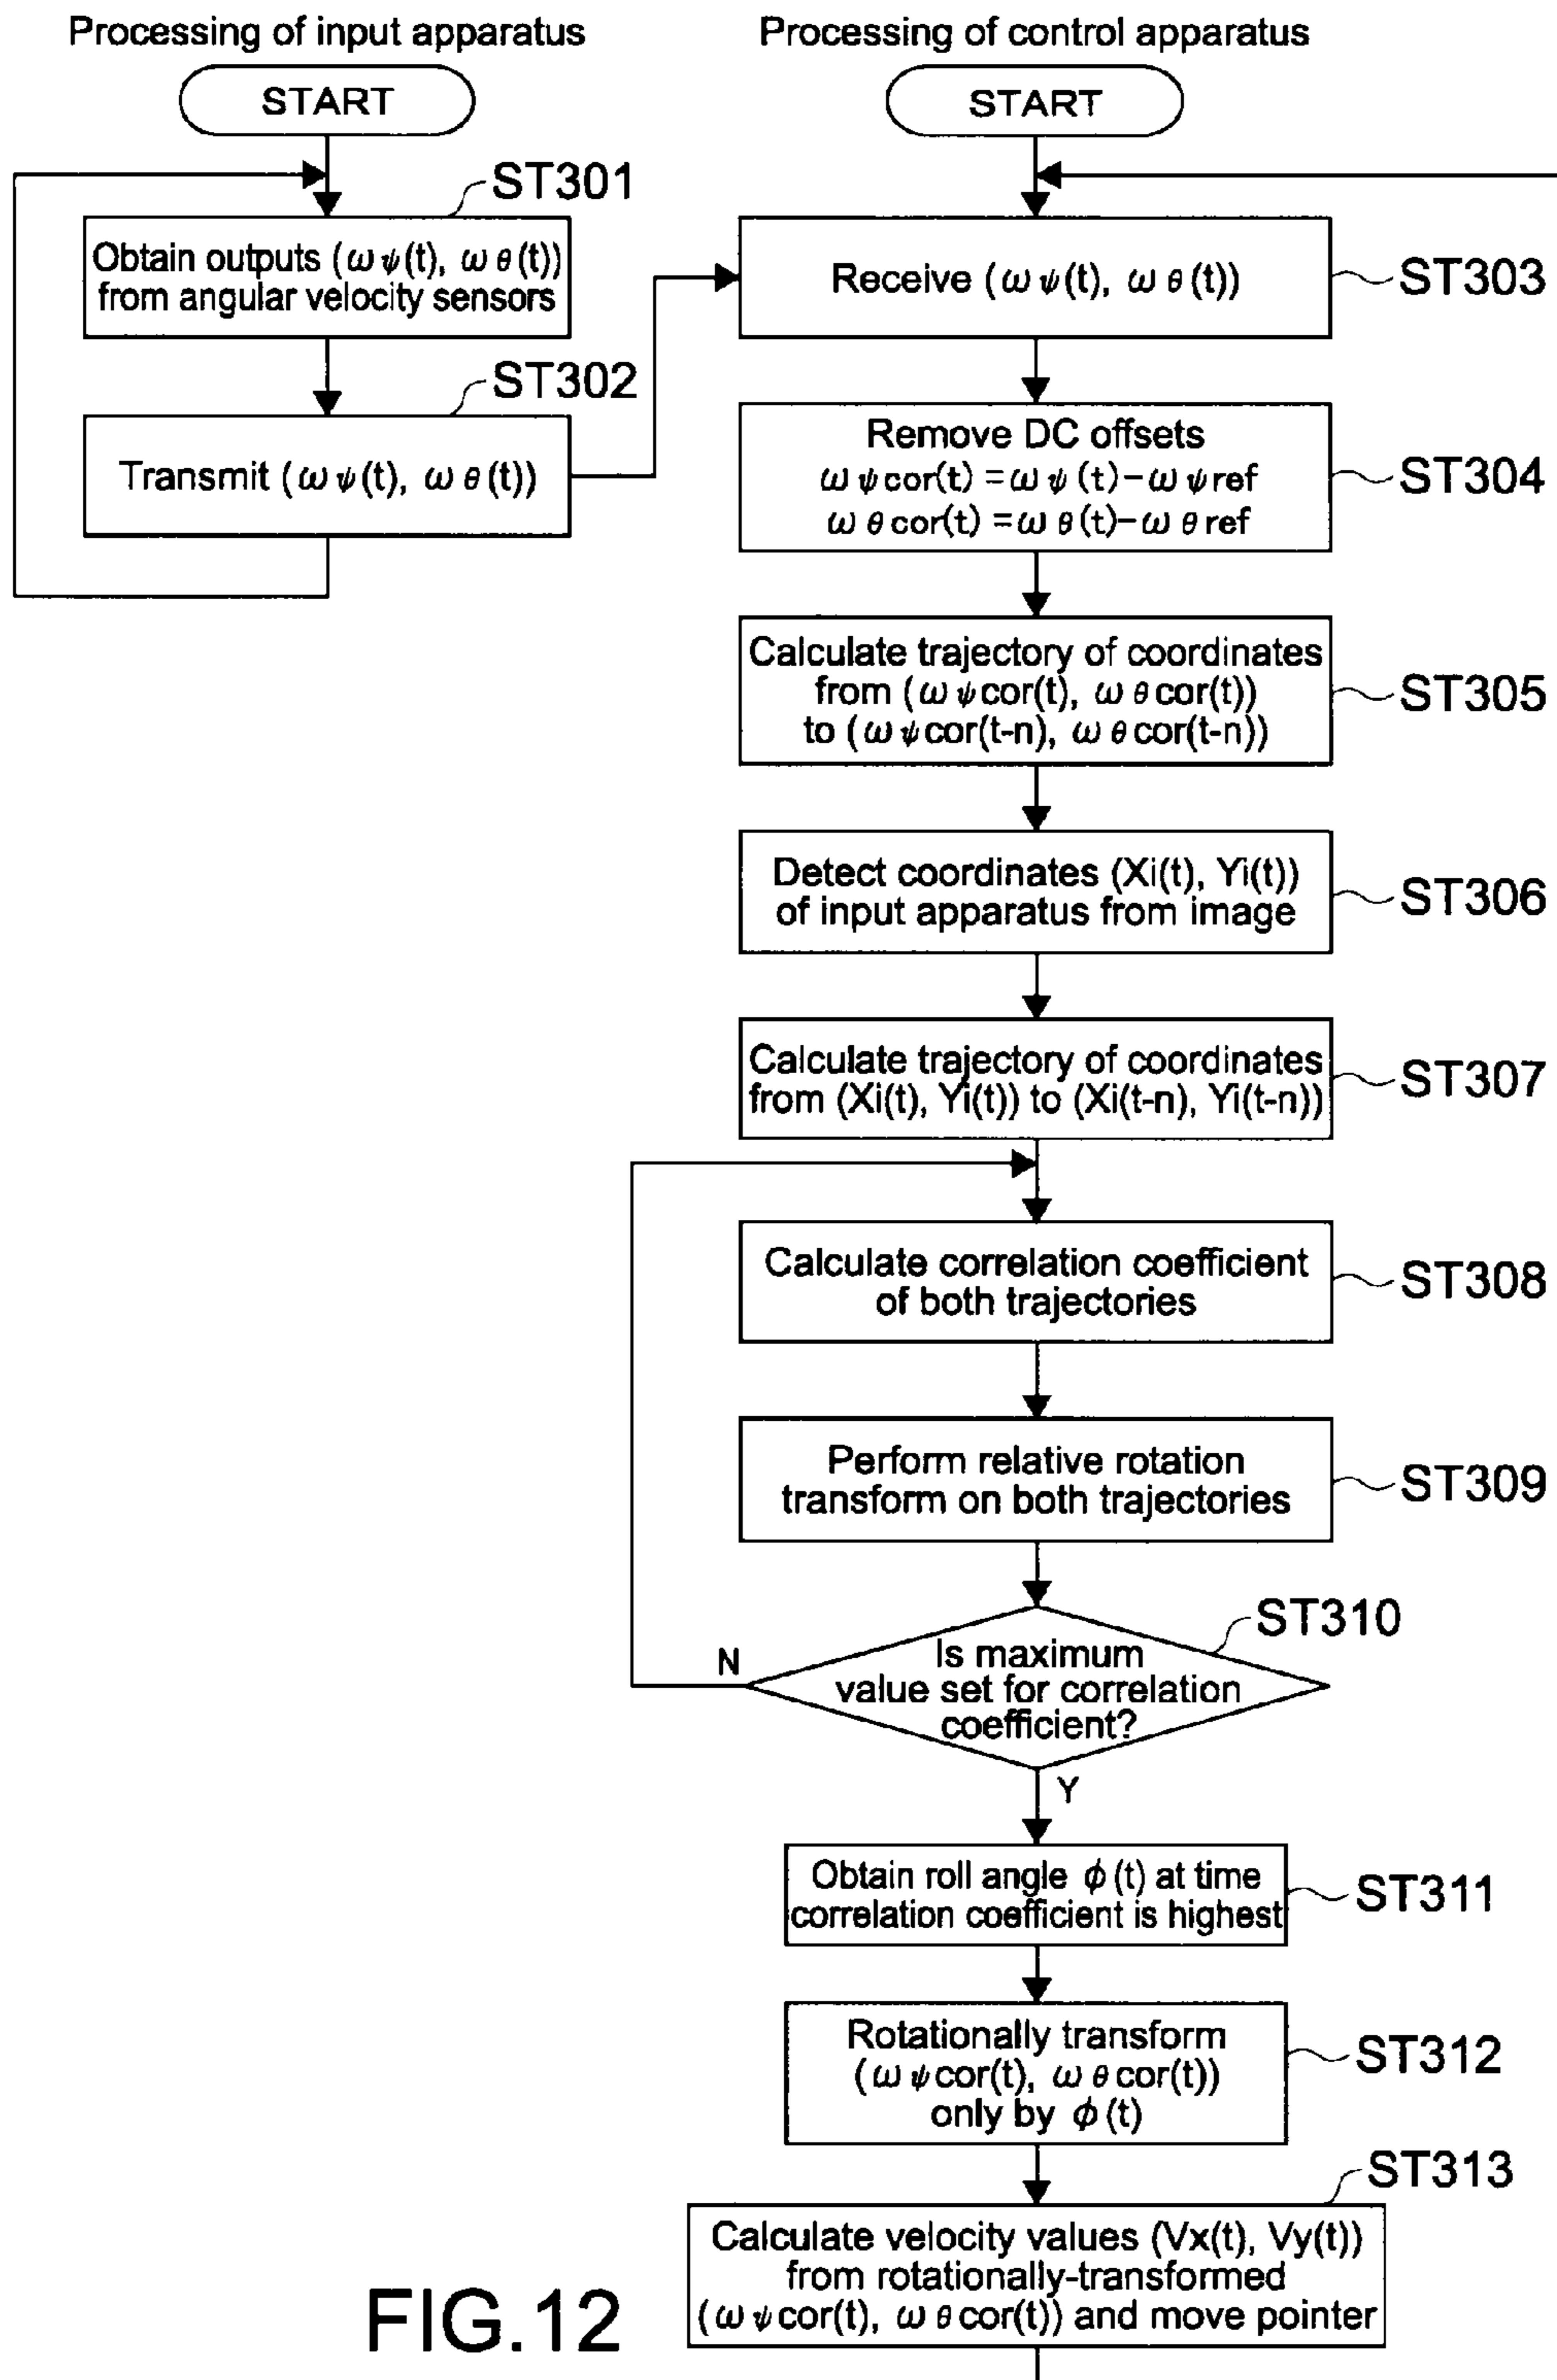 Processing of input apparatus
START
ST301
Obtain outputs (ωψ(t), ωθ(t))
from angular velocity sensors
ST302
Transmit (ωψ(t), ωθ(t))
Processing of control apparatus
START
Receive (ωψ(t), ωθ(t))
ST303
Remove DC offsets
ωψcor(t)=ωψ(t)-ωψref
ωθcor(t)=ωθ(t)-ωθref
ST304
Calculate trajectory of coordinates
from (ωψcor(t), ωθcor(t))
to (ωψcor(t-n), ωθcor(t-n))
ST305
Detect coordinates (Xi(t), Yi(t))
of input apparatus from image
ST306
Calculate trajectory of coordinates
from (Xi(t), Yi(t)) to (Xi(t-n), Yi(t-n))
ST307
Calculate correlation coefficient
of both trajectories
ST308
Perform relative rotation
transform on both trajectories
ST309
ST310
Is maximum
value set for correlation
coefficient?
N
Y
Obtain roll angle ϕ(t) at time
correlation coefficient is highest
ST311
Rotationally transform
(ωψcor(t), ωθcor(t))
only by ϕ(t)
ST312
ST313
Calculate velocity values (Vx(t), Vy(t))
from rotationally-transformed
(ωψcor(t), ωθcor(t)) and move pointer
FIG.12